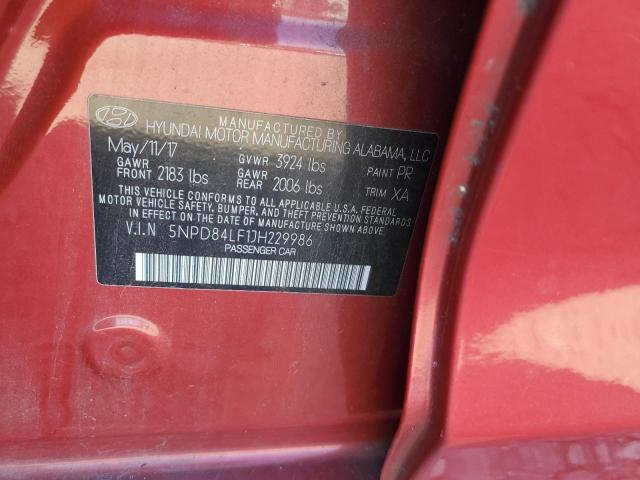 MANUFACTURED BY
HYUNDAI MOTOR MANUFACTURING ALABAMA, LLC
May/11/17 GVWR 3924 lbs PAINT PR
GAWR FRONT 2183 lbs GAWR REAR 2006 lbs TRIM XA
THIS VEHICLE CONFORMS TO ALL APPLICABLE U.S.A. FEDERAL
MOTOR VEHICLE SAFETY, BUMPER, AND THEFT PREVENTION STANDARDS
IN EFFECT ON THE DATE OF MANUFACTURE SHOWN ABOVE.
V.I.N 5NPD84LF1JH229986
PASSENGER CAR